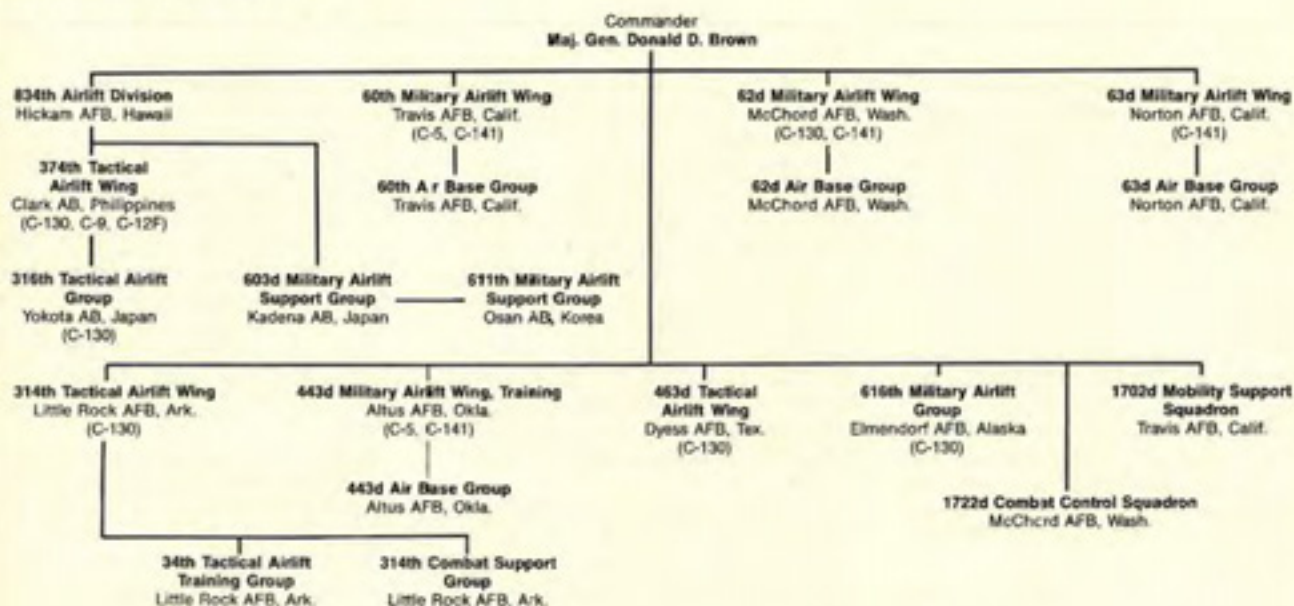 Commander
Maj. Gen. Donald D. Brown
834th Airlift Division
Hickam AFB, Hawaii
60th Military Airlift Wing
Travis AFB, Calif.
(C-5, C-141)
62d Military Airlift Wing
McChord AFB, Wash.
(C-130, C-141)
63d Military Airlift Wing
Norton AFB, Calif.
(C-141)
374th Tactical
Airlift Wing
Clark AB, Philippines
(C-130, C-9, C-12F)
60th Air Base Group
Travis AFB, Calif.
62d Air Base Group
McChord AFB, Wash.
63d Air Base Group
Norton AFB, Calif.
316th Tactical Airlift
Group
Yokota AB, Japan
(C-130)
603d Military Airlift
Support Group
Kadena AB, Japan
611th Military Airlift
Support Group
Osan AB, Korea
314th Tactical Airlift Wing
Little Rock AFB, Ark.
(C-130)
443d Military Airlift Wing, Training
Altus AFB, Okla.
(C-5, C-141)
463d Tactical
Airlift Wing
Dyess AFB, Tex.
(C-130)
616th Military Airlift
Group
Elmendorf AFB, Alaska
(C-130)
1702d Mobility Support
Squadron
Travis AFB, Calif.
443d Air Base Group
Altus AFB, Okla.
1722d Combat Control Squadron
McChord AFB, Wash.
34th Tactical Airlift
Training Group
Little Rock AFB, Ark.
314th Combat Support
Group
Little Rock AFB, Ark.